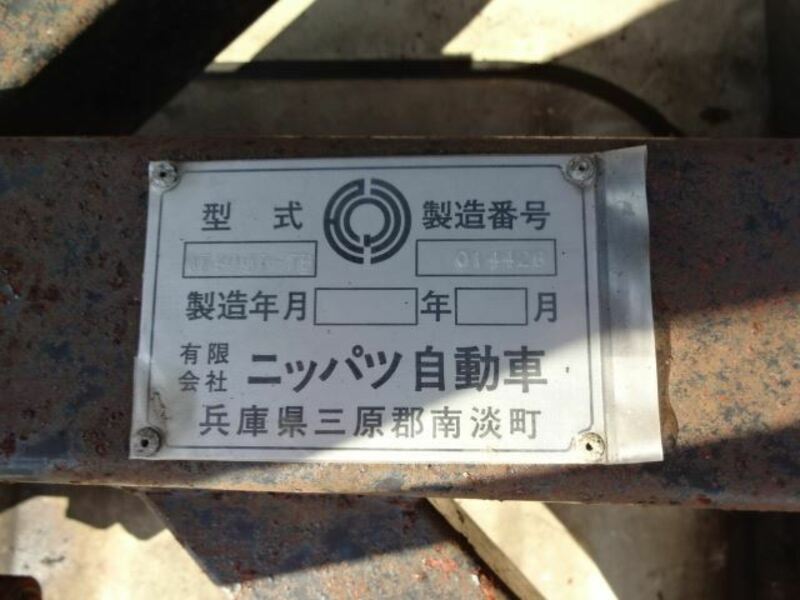 型式 製造番号
014426
製造年月 年 月
有限会社 ニッパツ自動車
兵庫県三原郡南淡町